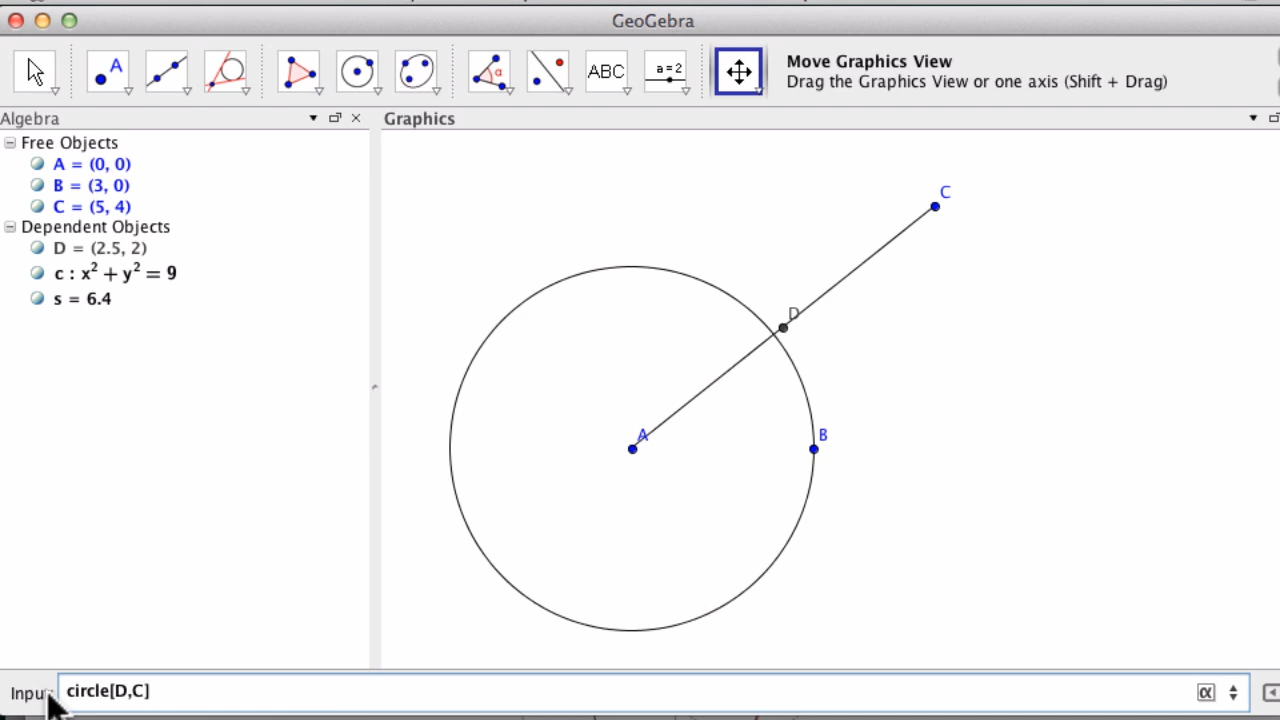 GeoGebra
A
α
ABC
a=2
Move Graphics View
Drag the Graphics View or one axis (Shift + Drag)
Algebra
Graphics
Free Objects
A = (0, 0)
B = (3, 0)
C = (5, 4)
Dependent Objects
D = (2.5, 2)
c : x² + y² = 9
s = 6.4
C
D
A
B
Input:
circle[D,C]
α